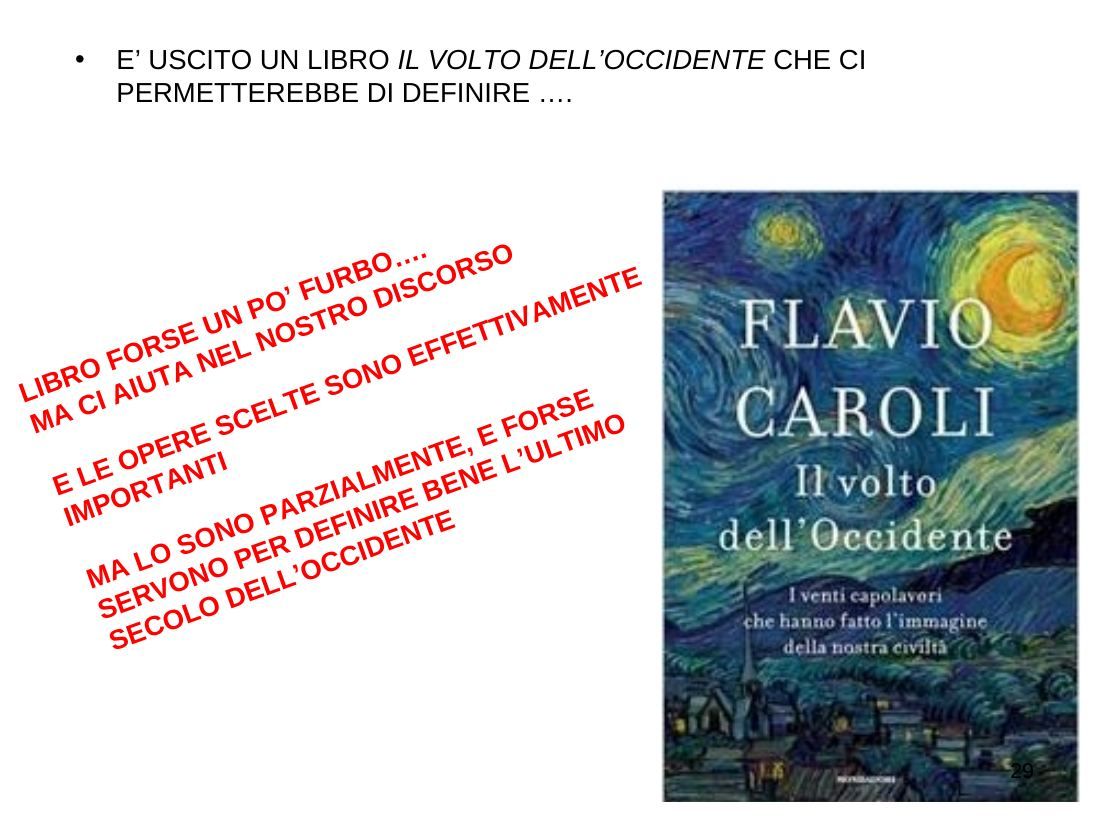 • E’ USCITO UN LIBRO IL VOLTO DELL’OCCIDENTE CHE CI
PERMETTEREBBE DI DEFINIRE ….
LIBRO FORSE UN PO’ FURBO….
MA CI AIUTA NEL NOSTRO DISCORSO
E LE OPERE SCELTE SONO EFFETTIVAMENTE
IMPORTANTI
MA LO SONO PARZIALMENTE, E FORSE
SERVONO PER DEFINIRE BENE L’ULTIMO
SECOLO DELL’OCCIDENTE
FLAVIO
CAROLI
Il volto
dell’Occidente
I venti capolavori
che hanno fatto l’immagine
della nostra civiltà
MONDADORI
29